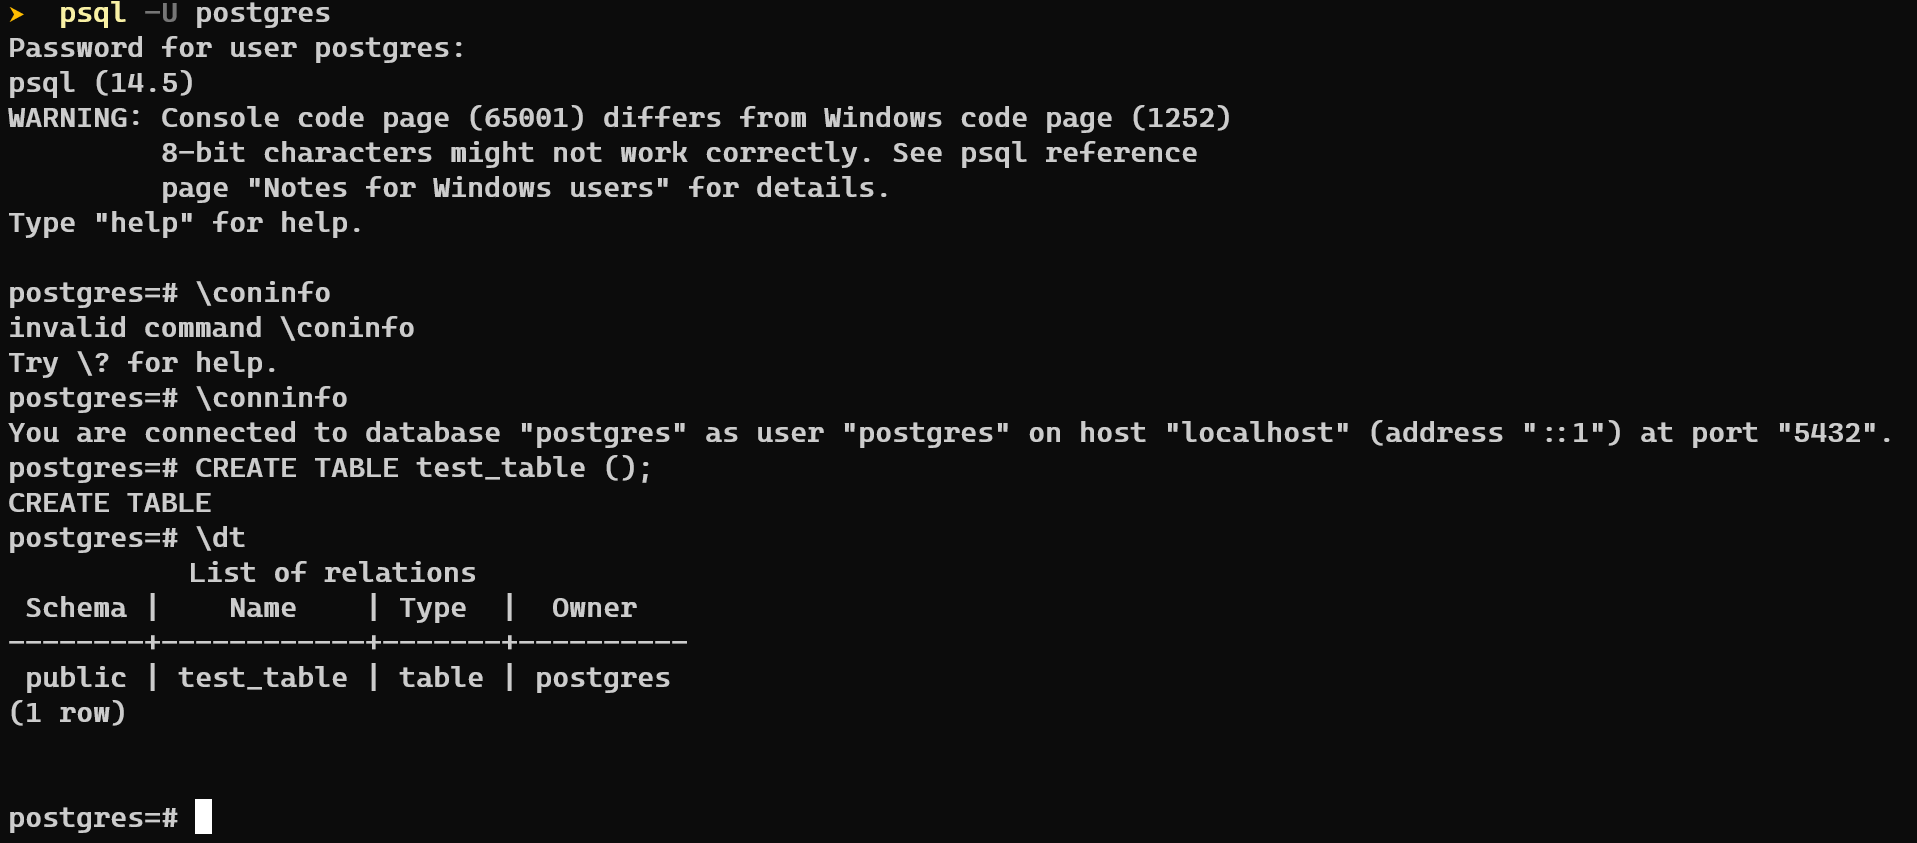 ➤  psql -U postgres
Password for user postgres:
psql (14.5)
WARNING: Console code page (65001) differs from Windows code page (1252)
         8-bit characters might not work correctly. See psql reference
         page "Notes for Windows users" for details.
Type "help" for help.

postgres=# \coninfo
invalid command \coninfo
Try \? for help.
postgres=# \conninfo
You are connected to database "postgres" as user "postgres" on host "localhost" (address "::1") at port "5432".
postgres=# CREATE TABLE test_table ();
CREATE TABLE
postgres=# \dt
           List of relations
 Schema |    Name    | Type  |  Owner
--------+------------+-------+----------
 public | test_table | table | postgres
(1 row)


postgres=#